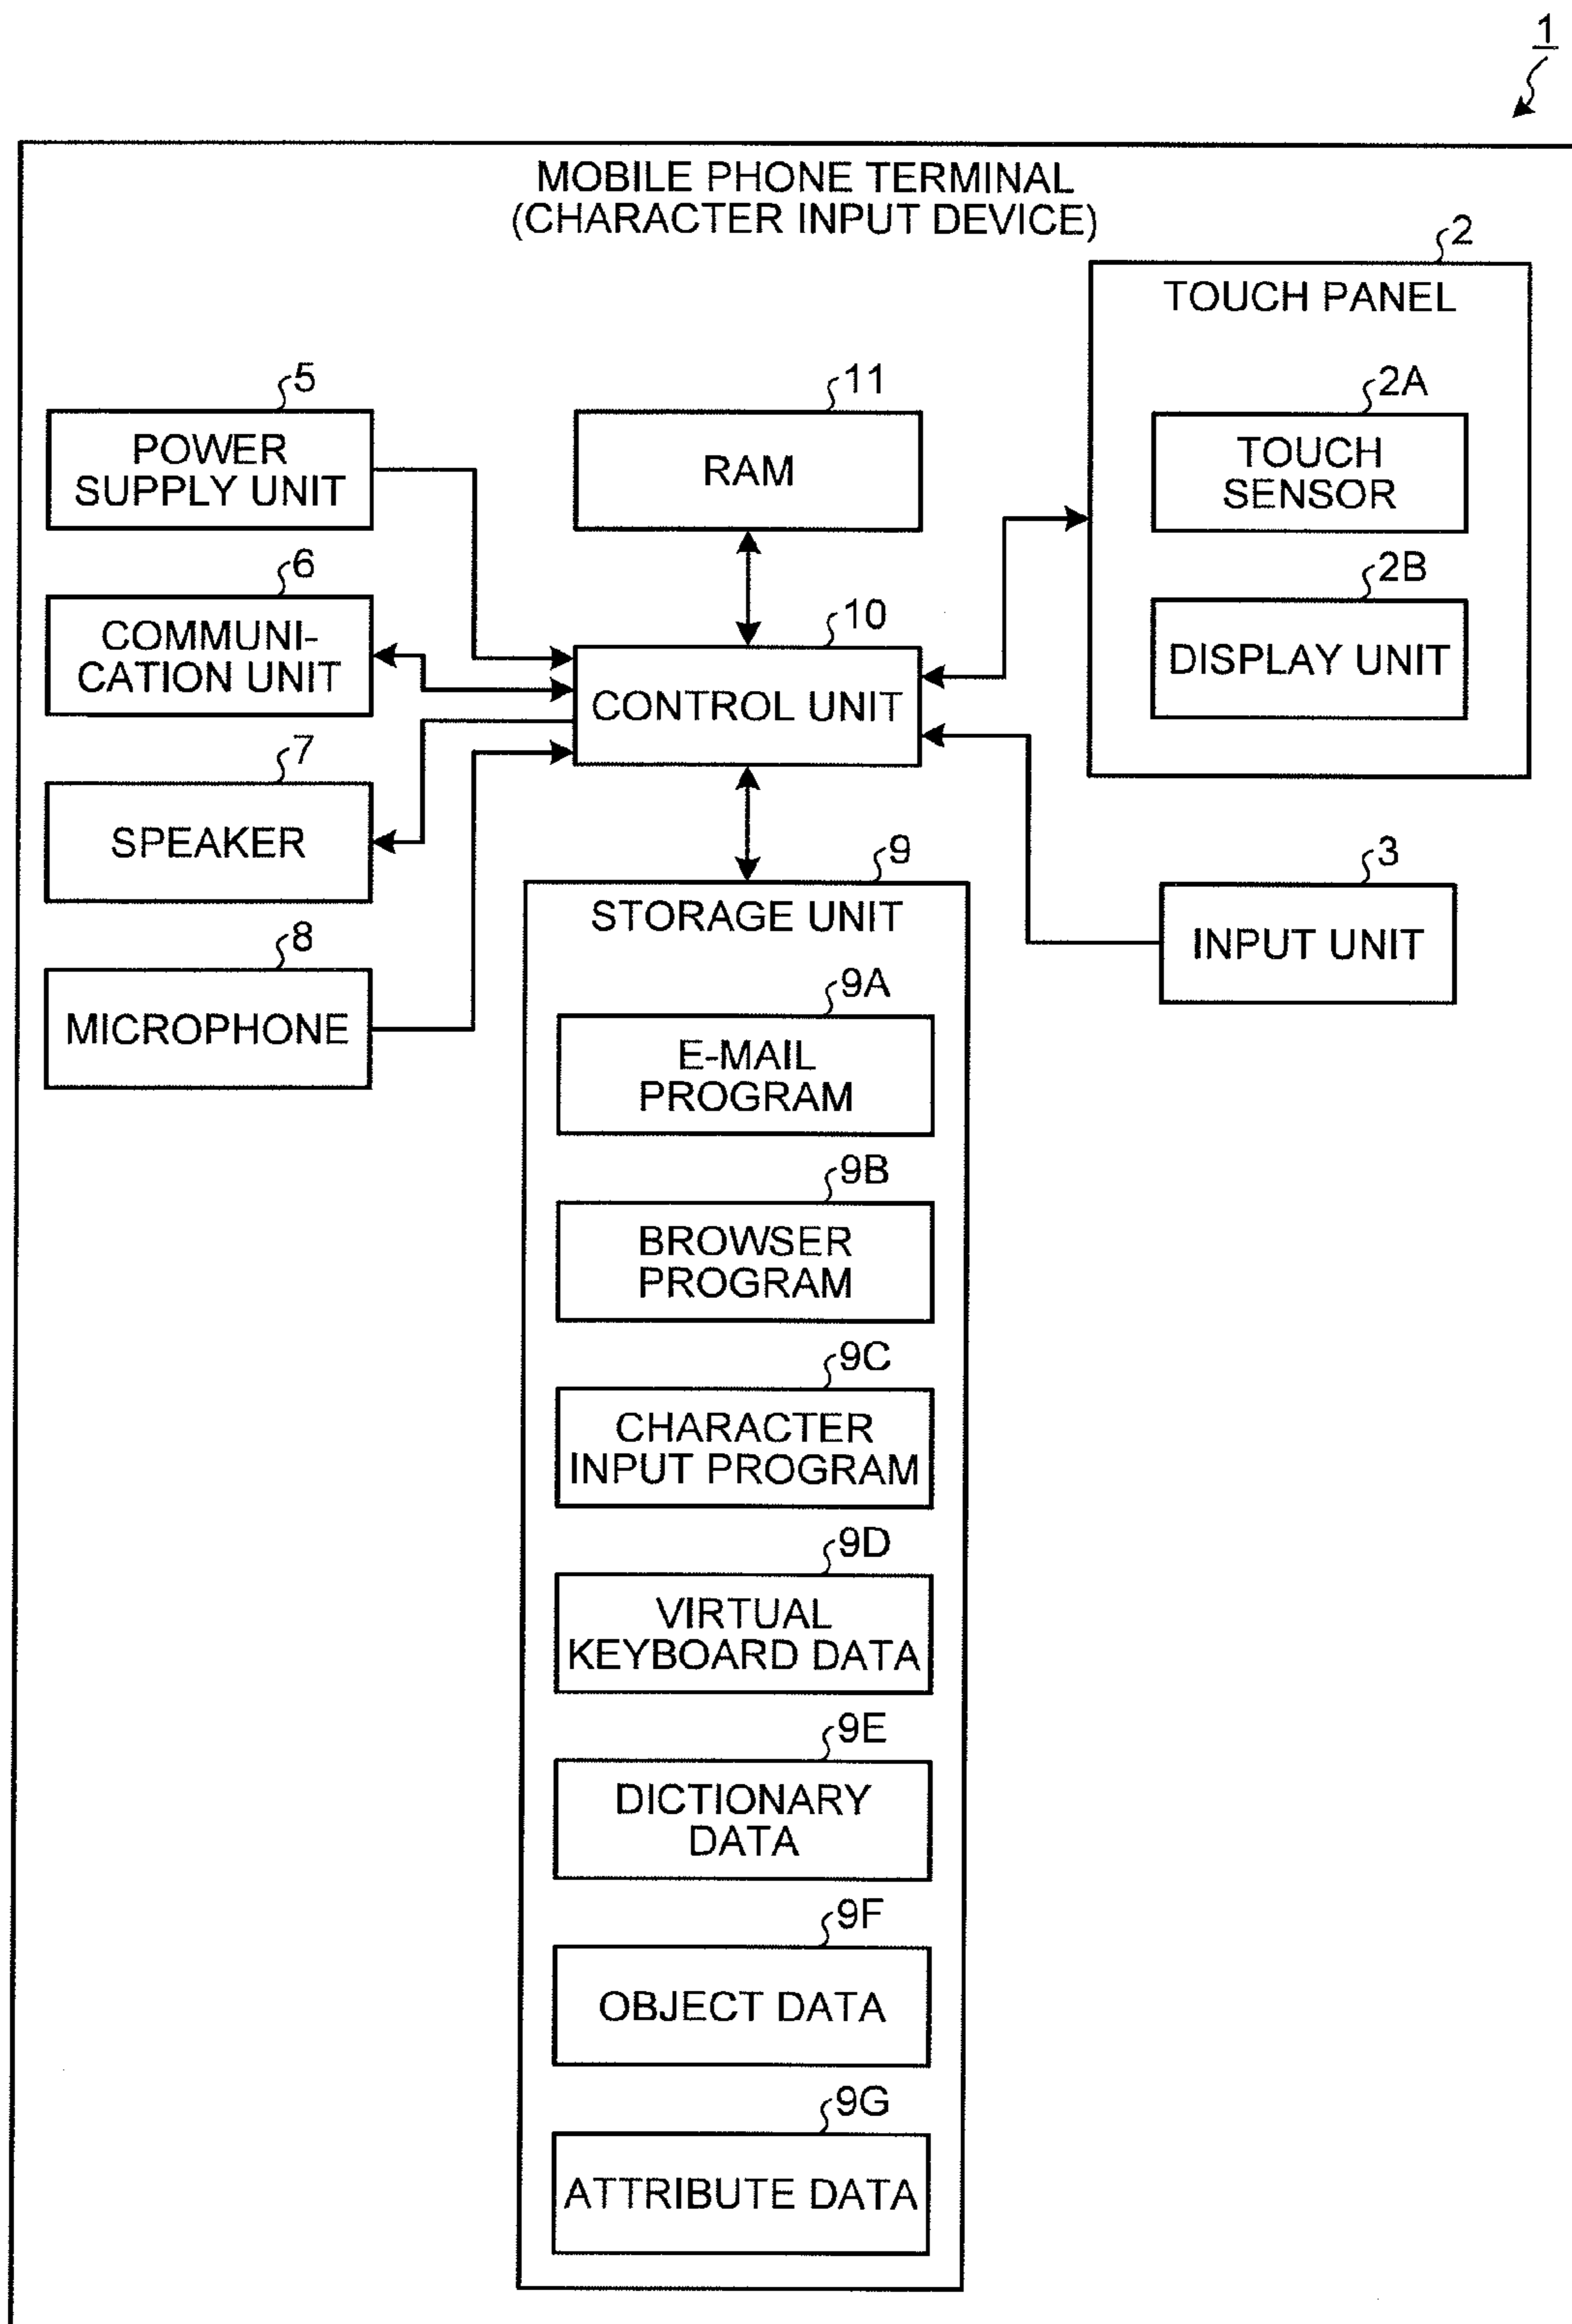 1
MOBILE PHONE TERMINAL
(CHARACTER INPUT DEVICE)
2
TOUCH PANEL
2A
TOUCH
SENSOR
2B
DISPLAY UNIT
5
POWER
SUPPLY UNIT
11
RAM
6
COMMUNI-
CATION UNIT
10
CONTROL UNIT
7
SPEAKER
8
MICROPHONE
3
INPUT UNIT
9
STORAGE UNIT
9A
E-MAIL
PROGRAM
9B
BROWSER
PROGRAM
9C
CHARACTER
INPUT PROGRAM
9D
VIRTUAL
KEYBOARD DATA
9E
DICTIONARY
DATA
9F
OBJECT DATA
9G
ATTRIBUTE DATA